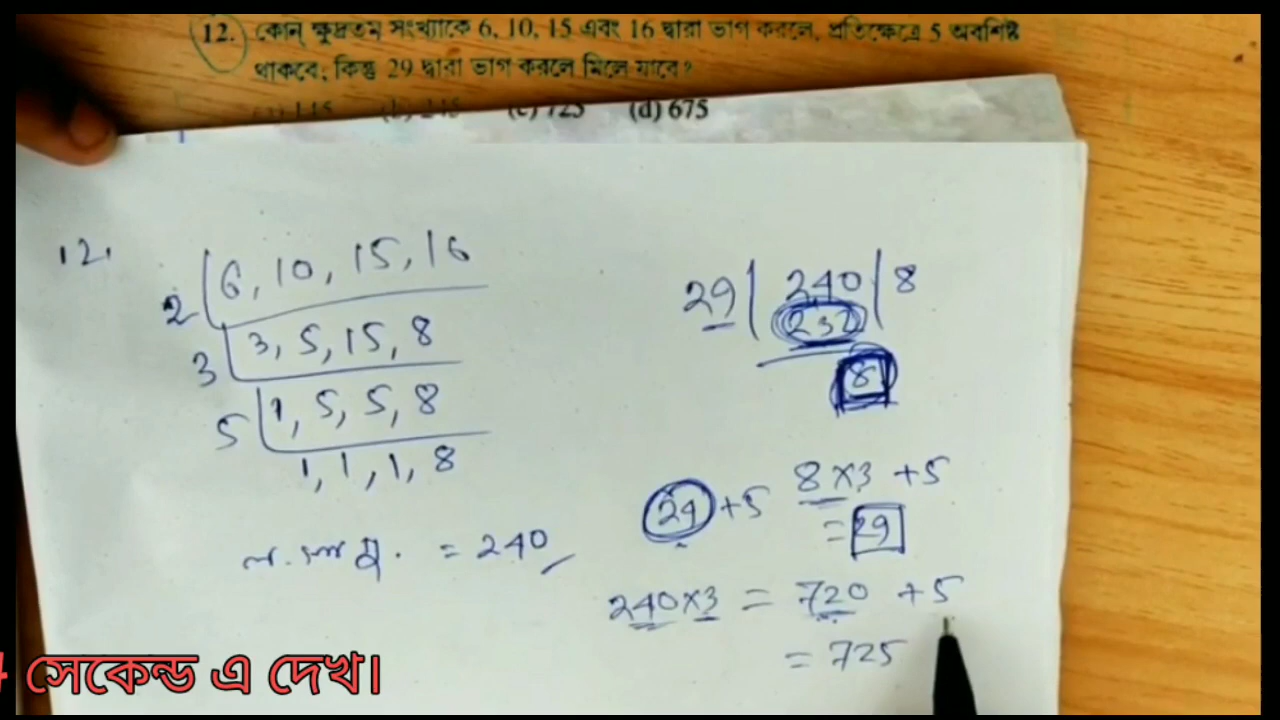 12. কোন্ ক্ষুদ্রতম সংখ্যাকে 6, 10, 15 এবং 16 দ্বারা ভাগ করলে, প্রতিক্ষেত্রে 5 অবশিষ্ট
থাকবে; কিন্তু 29 দ্বারা ভাগ করলে মিলে যাবে?
(c) 725 (d) 675
12.
2 | 6, 10, 15, 16
3 | 3, 5, 15, 8
5 | 1, 5, 5, 8
1, 1, 1, 8
ল.সা.গু. = 240
29 | 240 | 8
232
8
24 + 5
8×3 + 5
= 29
240×3 = 720 + 5
= 725
সেকেন্ড এ দেখ।